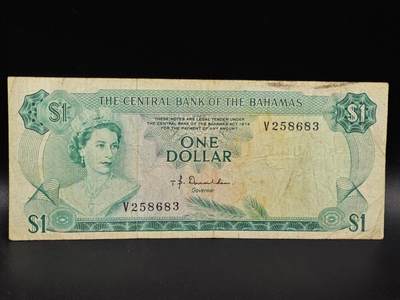 THE CENTRAL BANK OF THE BAHAMAS
$1
$1
THESE NOTES ARE LEGAL TENDER UNDER
THE CENTRAL BANK OF THE BAHAMAS ACT 1974
FOR THE PAYMENT OF ANY AMOUNT
V258683
ONE
DOLLAR
Governor
V258683
$1
$1